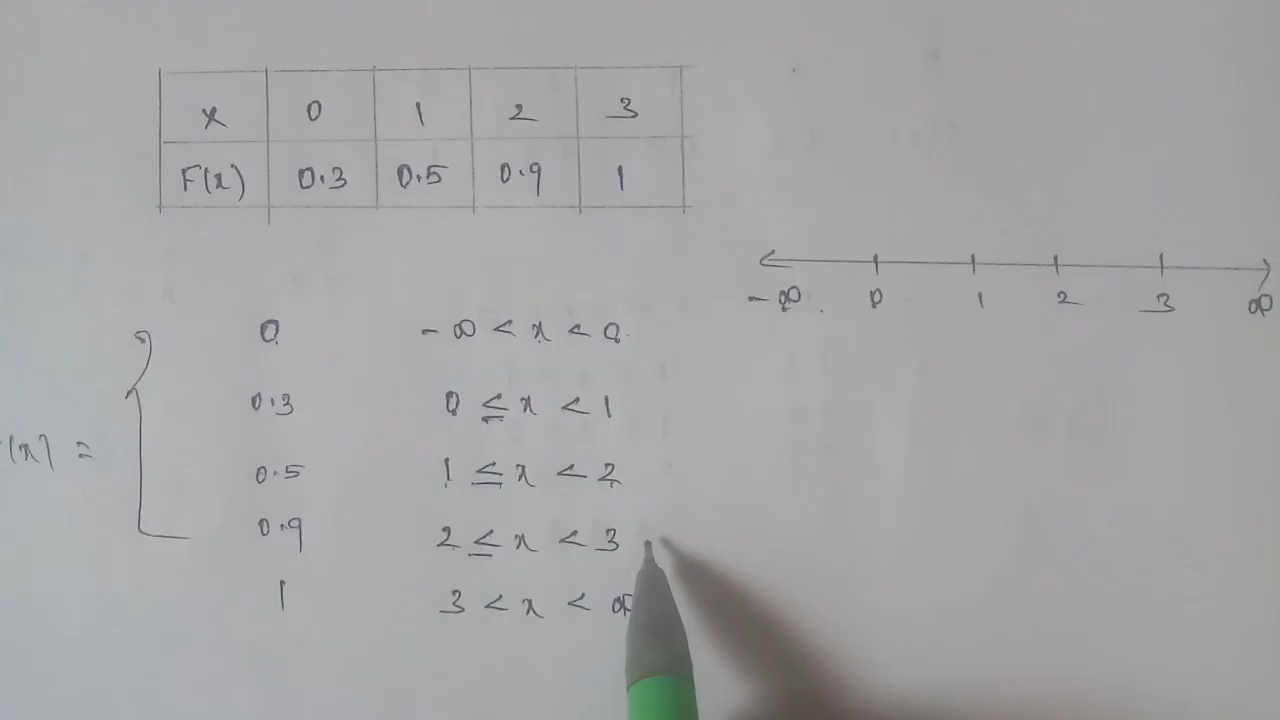 x 0 1 2 3
F(x) 0.3 0.5 0.9 1
-∞ 0 1 2 3 ∞
0 -∞ < x < 0
0.3 0 ≤ x < 1
(x) =
0.5 1 ≤ x < 2
0.9 2 ≤ x < 3
1 3 < x < ∞